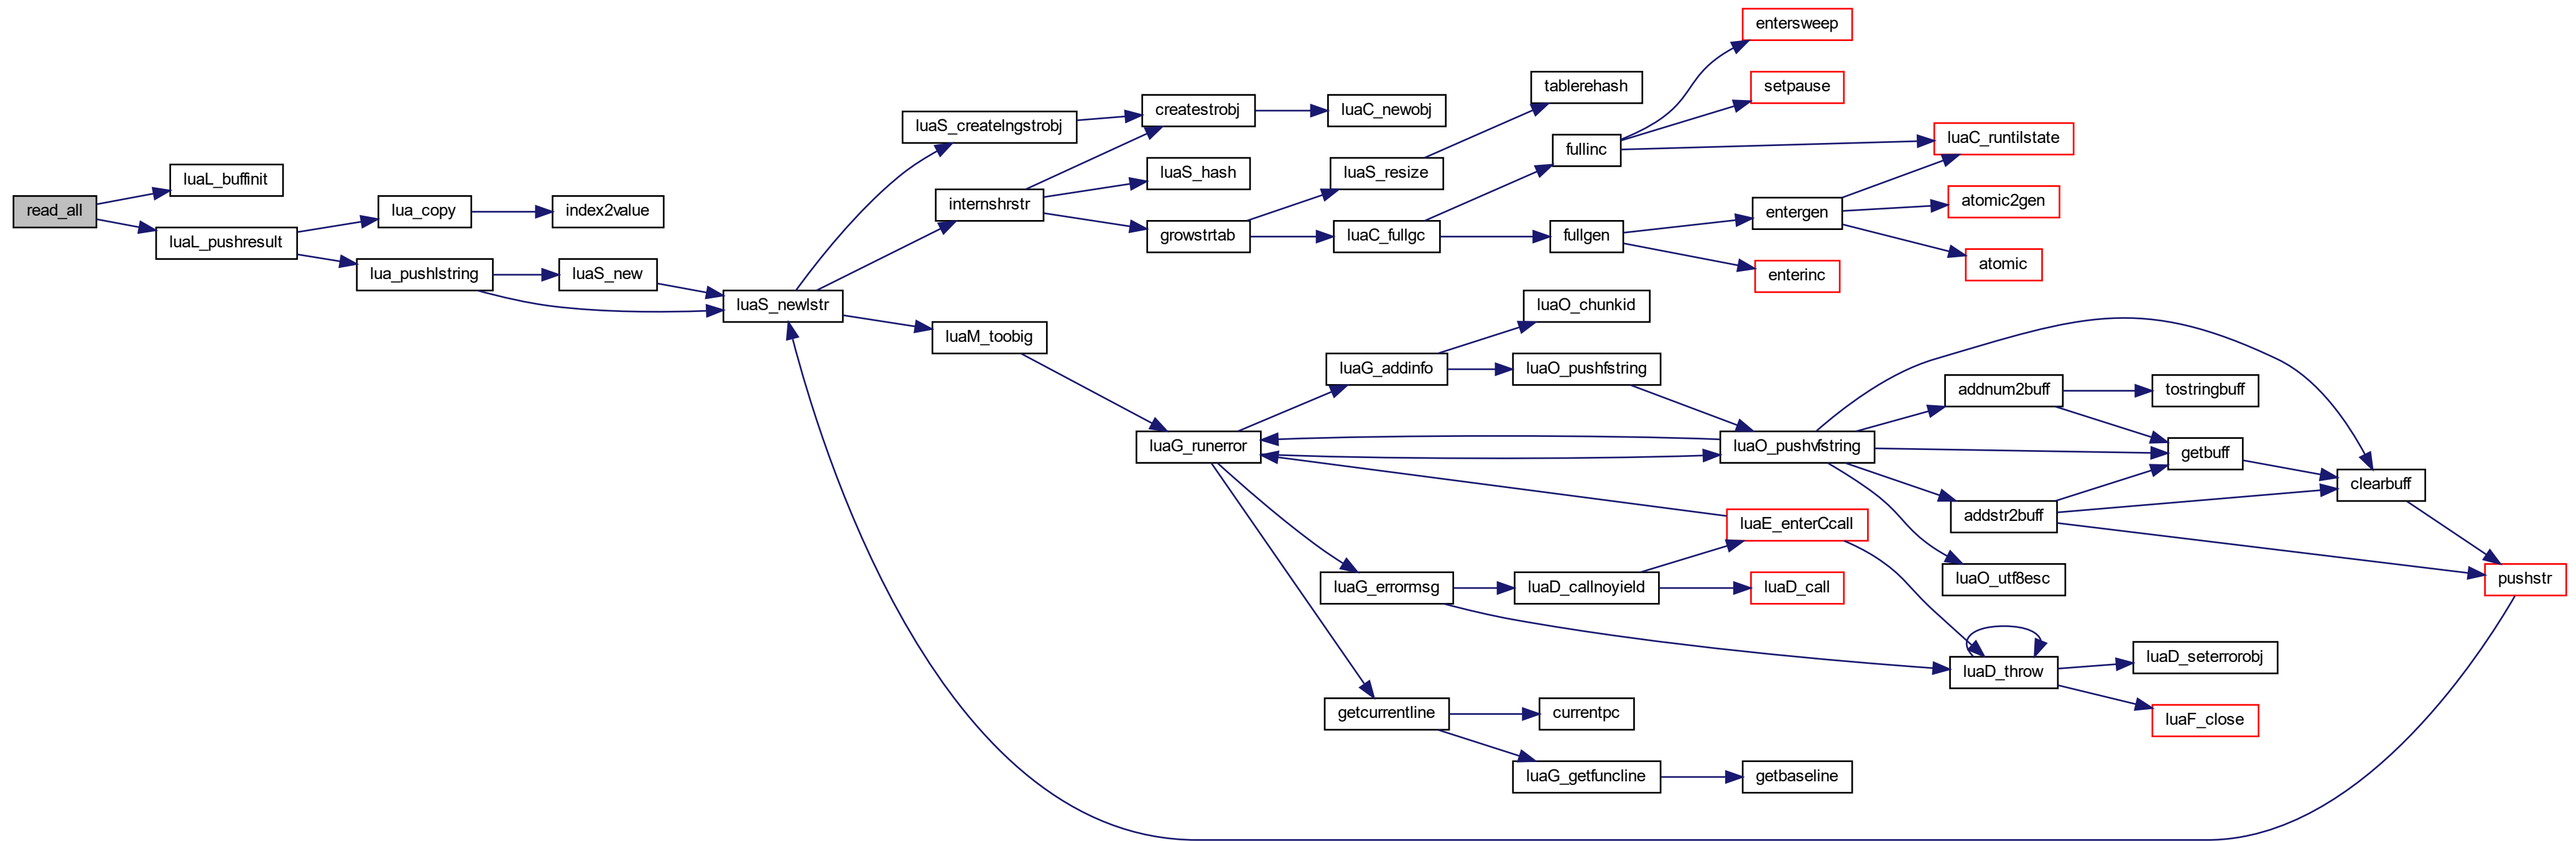 read_all
luaL_buffinit
luaL_pushresult
lua_copy
index2value
lua_pushlstring
luaS_new
luaS_newlstr
luaS_createlngstrobj
internshrstr
luaM_toobig
createstrobj
luaC_newobj
luaS_hash
growstrtab
luaS_resize
tablerehash
luaC_fullgc
fullinc
entersweep
setpause
luaC_runtilstate
fullgen
entergen
atomic2gen
atomic
enterinc
luaG_runerror
luaG_addinfo
luaO_chunkid
luaO_pushfstring
luaO_pushvfstring
addnum2buff
tostringbuff
getbuff
clearbuff
addstr2buff
pushstr
luaO_utf8esc
luaG_errormsg
luaD_callnoyield
luaE_enterCcall
luaD_call
luaD_throw
luaD_seterrorobj
luaF_close
getcurrentline
currentpc
luaG_getfuncline
getbaseline